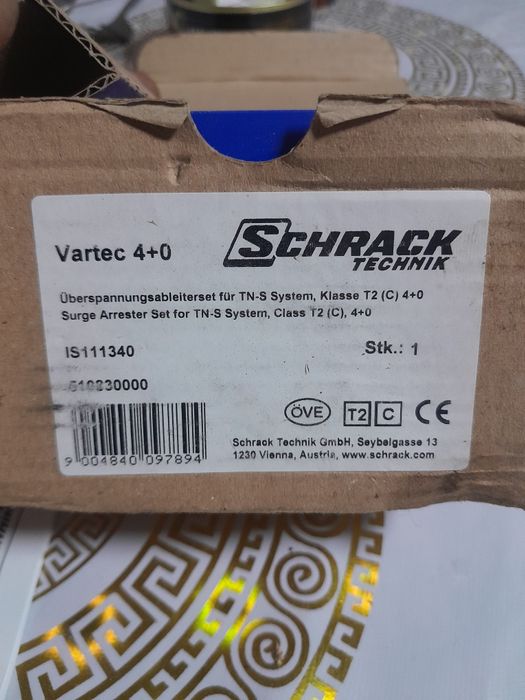 Vartec 4+0
SCHRACK
TECHNIK
Überspannungsableiterset für TN-S System, Klasse T2 (C) 4+0
Surge Arrester Set for TN-S System, Class T2 (C), 4+0
IS111340
Stk.: 1
510230000
ÖVE T2 C CE
9 004840 097894
Schrack Technik GmbH, Seybelgasse 13
1230 Vienna, Austria, www.schrack.com